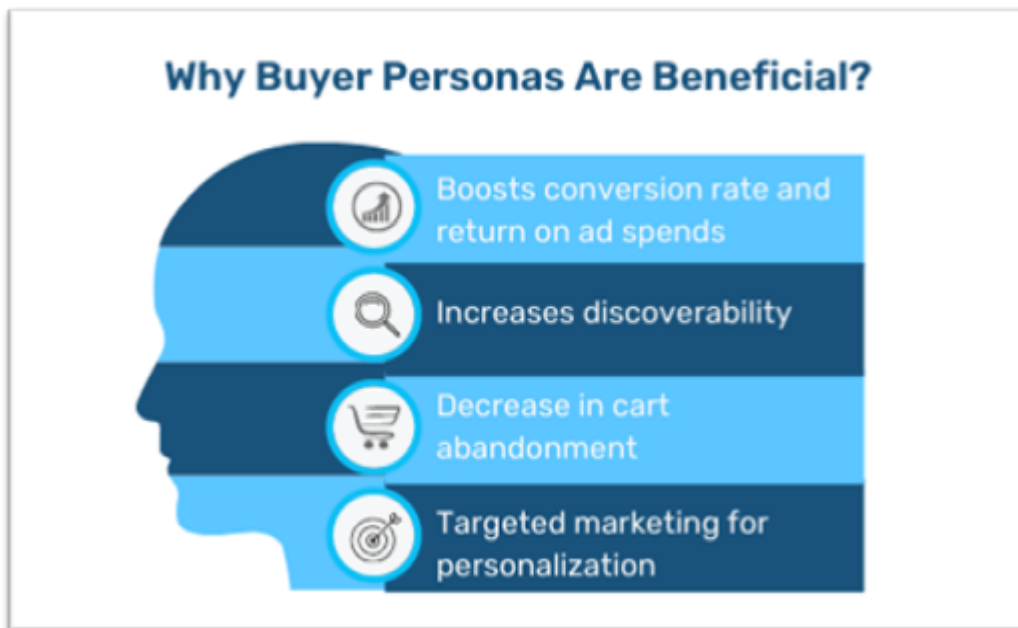 Why Buyer Personas Are Beneficial?
Boosts conversion rate and
return on ad spends
Increases discoverability
Decrease in cart
abandonment
Targeted marketing for
personalization